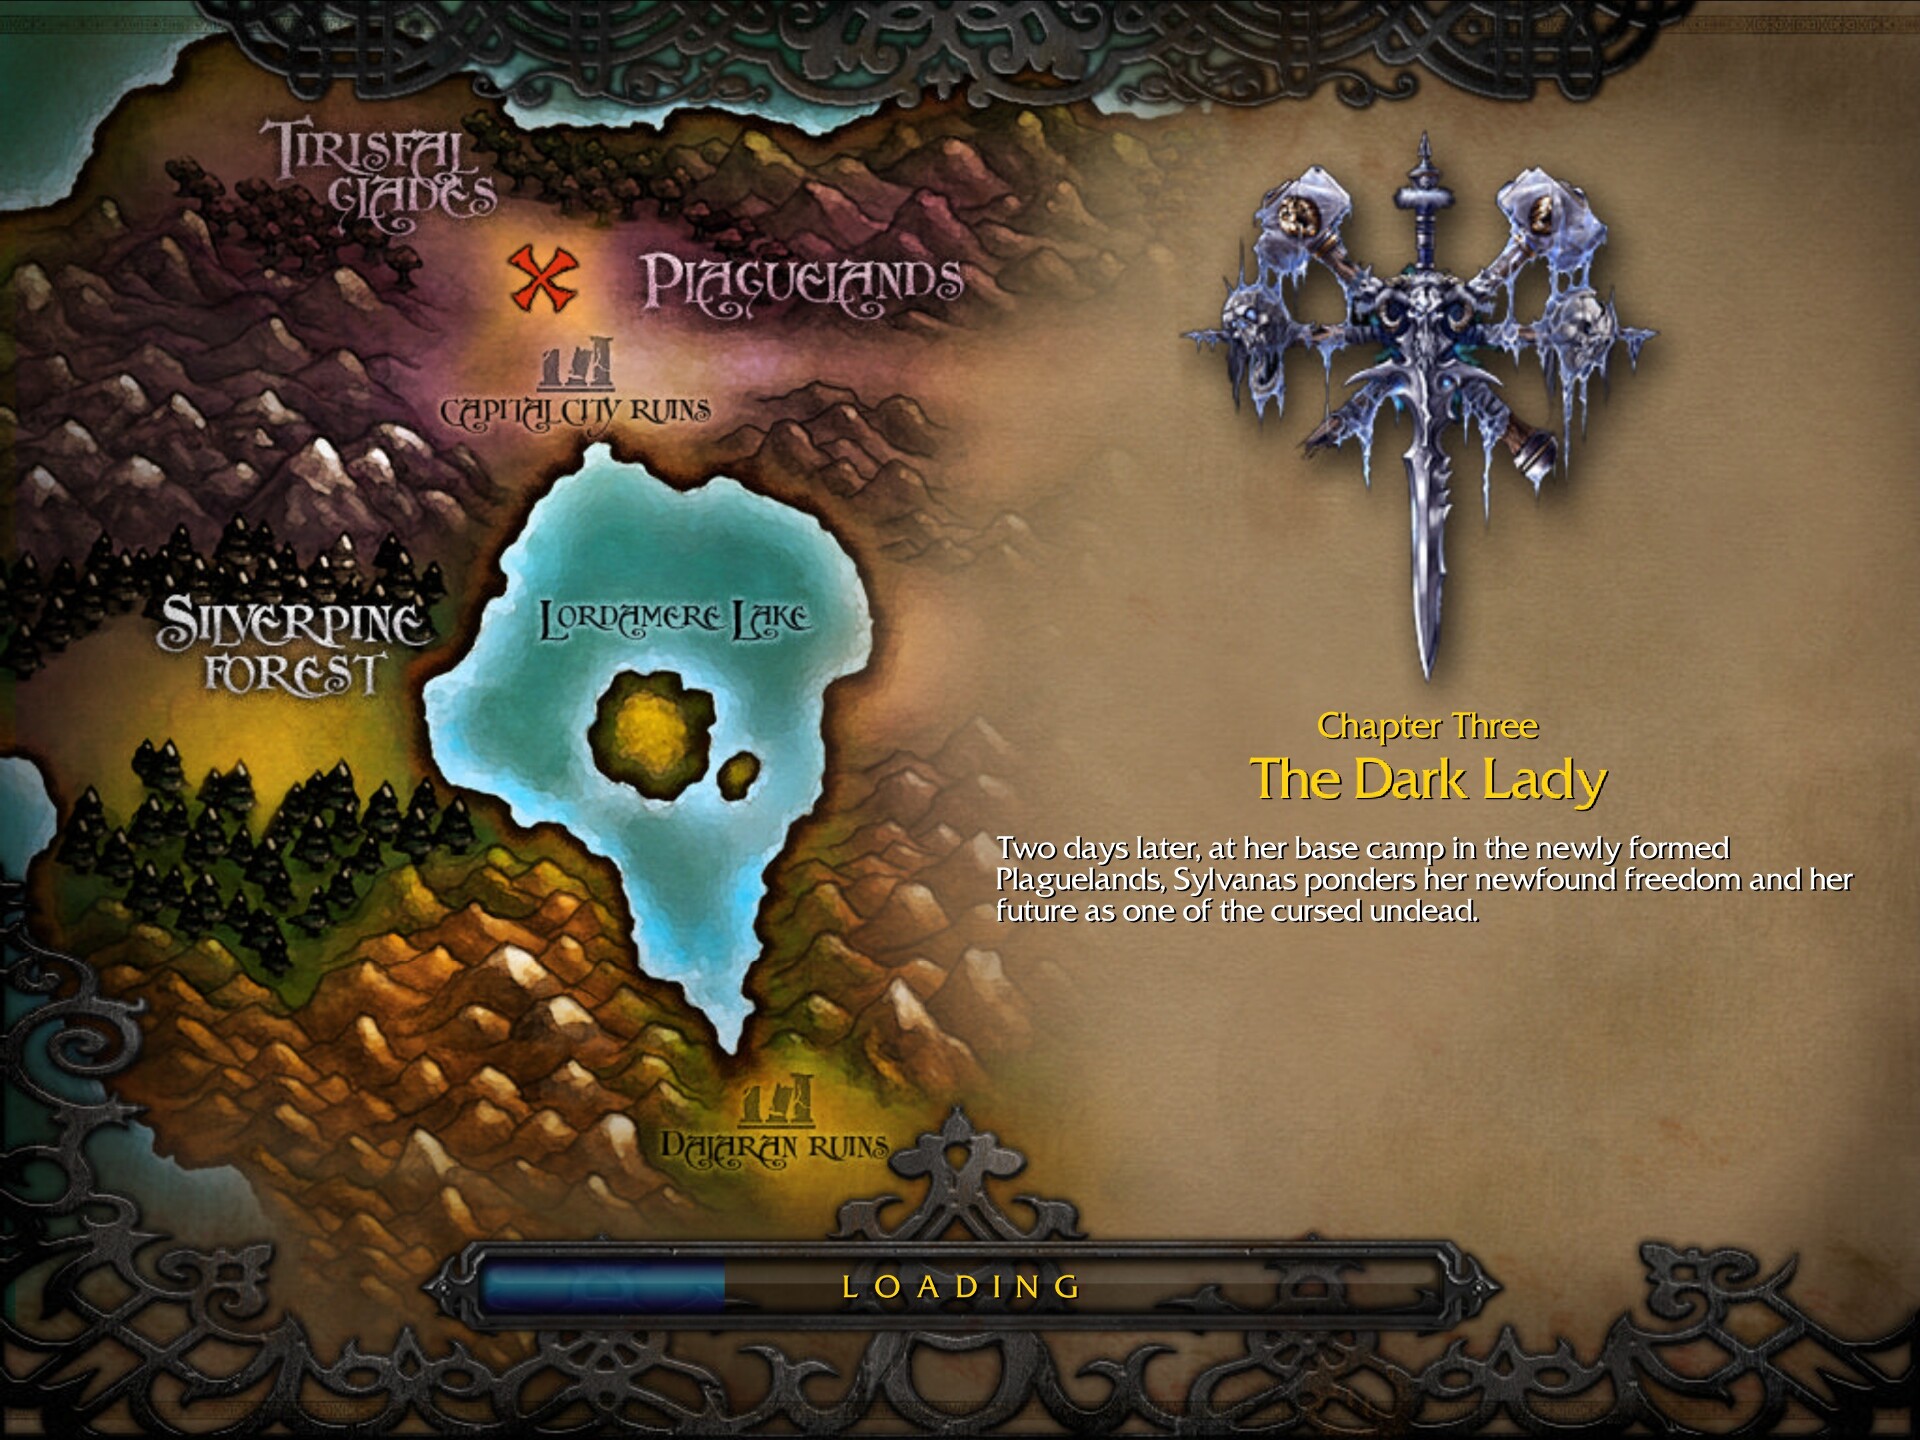 TIRISFAL
GLADES
PLAGUELANDS
CAPITAL CITY RUINS
SILVERPINE
FOREST
LORDAMERE LAKE
DALARAN RUINS
Chapter Three
The Dark Lady
Two days later, at her base camp in the newly formed
Plaguelands, Sylvanas ponders her newfound freedom and her
future as one of the cursed undead.
LOADING